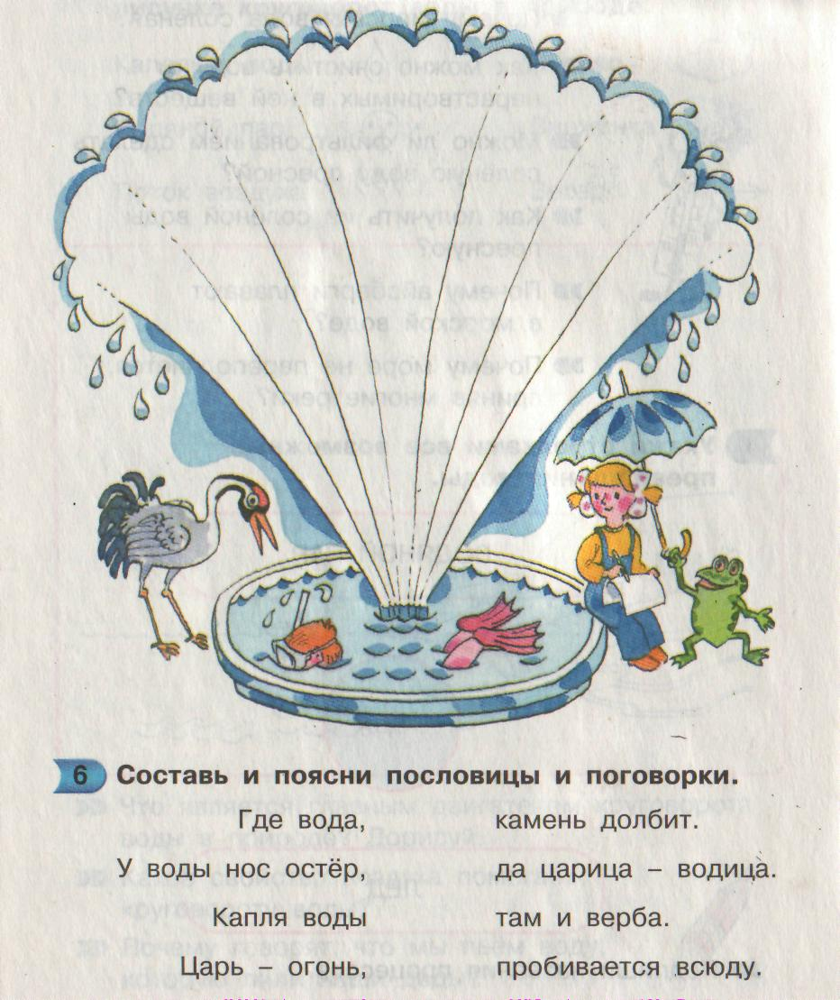 6 Составь и поясни пословицы и поговорки.
Где вода, камень долбит.
У воды нос остёр, да царица – водица.
Капля воды там и верба.
Царь – огонь, пробивается всюду.